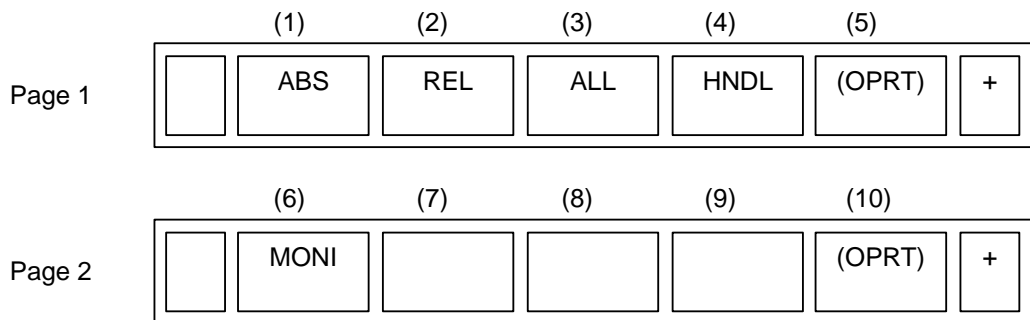 (1) (2) (3) (4) (5)
Page 1 ABS REL ALL HNDL (OPRT) +
(6) (7) (8) (9) (10)
Page 2 MONI (OPRT) +